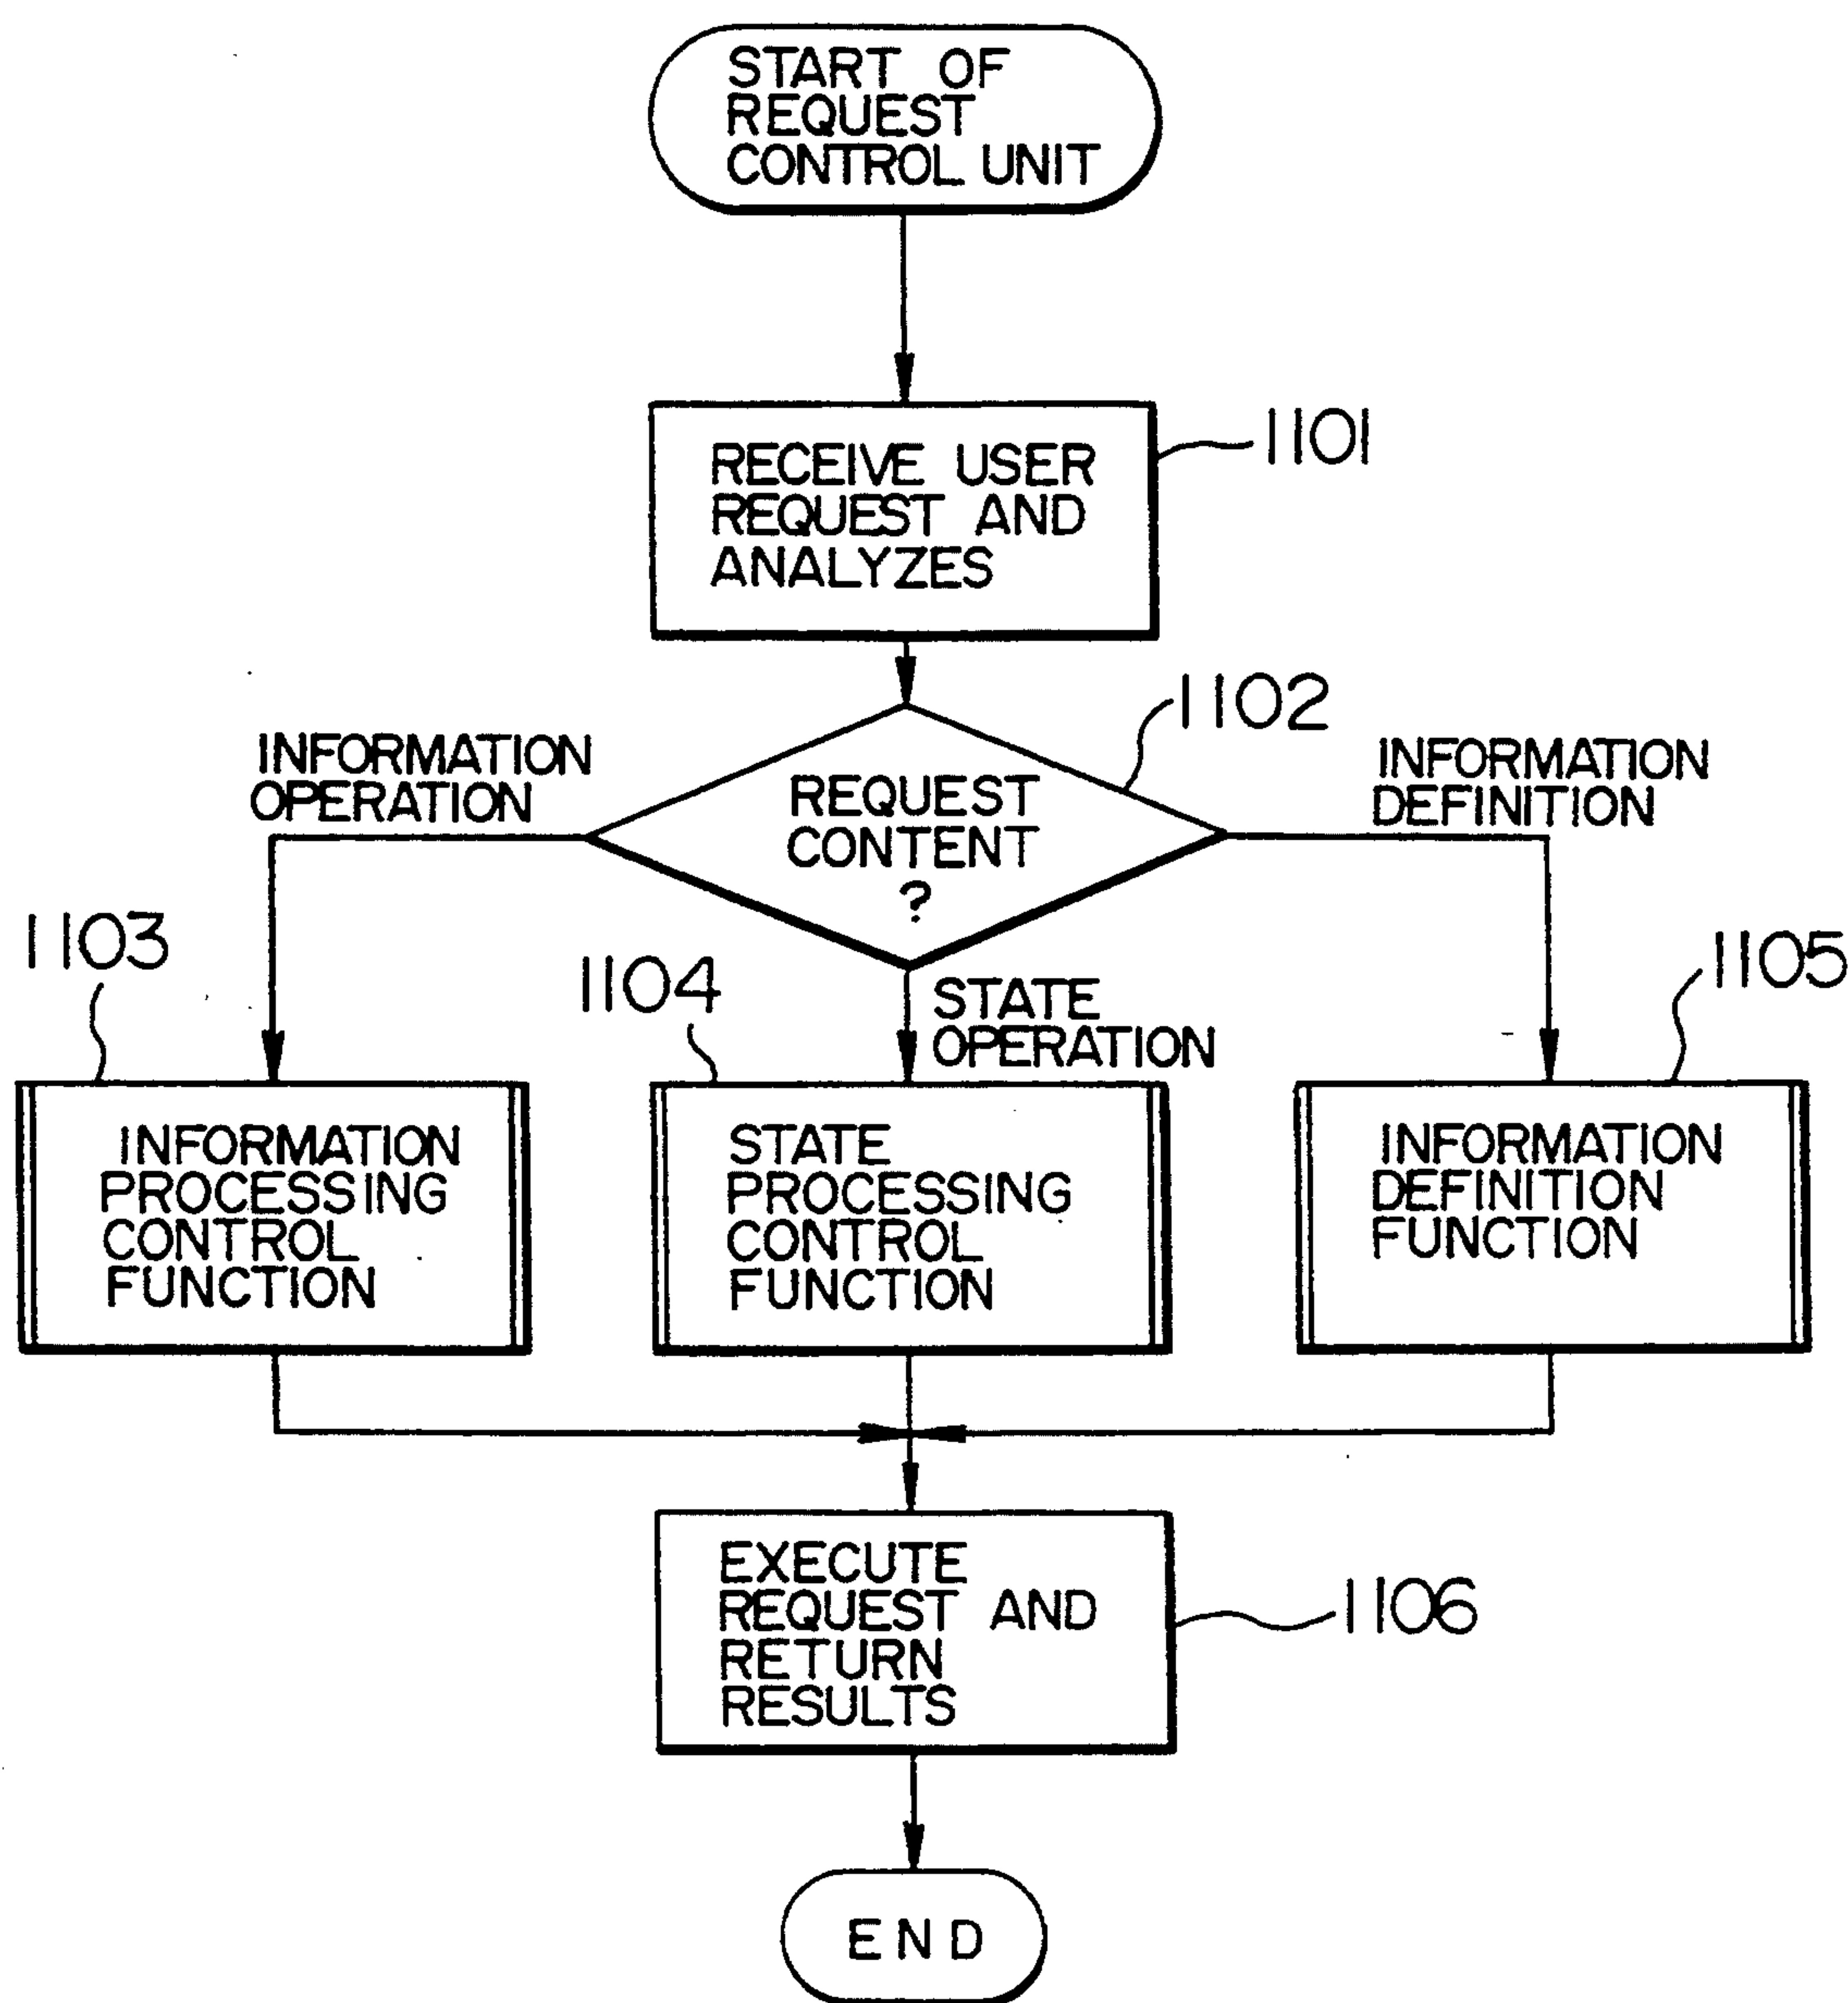 START OF
REQUEST
CONTROL UNIT
RECEIVE USER
REQUEST AND
ANALYZES
1101
1102
INFORMATION
OPERATION
REQUEST
CONTENT
?
INFORMATION
DEFINITION
1103
1104
STATE
OPERATION
1105
INFORMATION
PROCESSING
CONTROL
FUNCTION
STATE
PROCESSING
CONTROL
FUNCTION
INFORMATION
DEFINITION
FUNCTION
EXECUTE
REQUEST AND
RETURN
RESULTS
1106
END